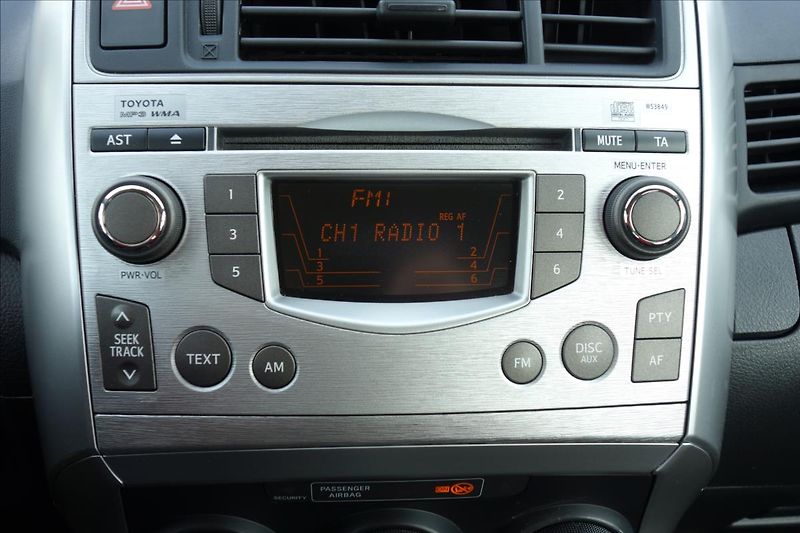 TOYOTA
MP3 WMA
W53845
AST
MUTE
TA
MENU·ENTER
1
3
5
FM1
REG AF
CH1 RADIO 1
1 2
3 4
5 6
2
4
6
PWR·VOL
TUNE·SEL
SEEK
TRACK
TEXT
AM
FM
DISC
AUX
PTY
AF
SECURITY
PASSENGER
AIRBAG